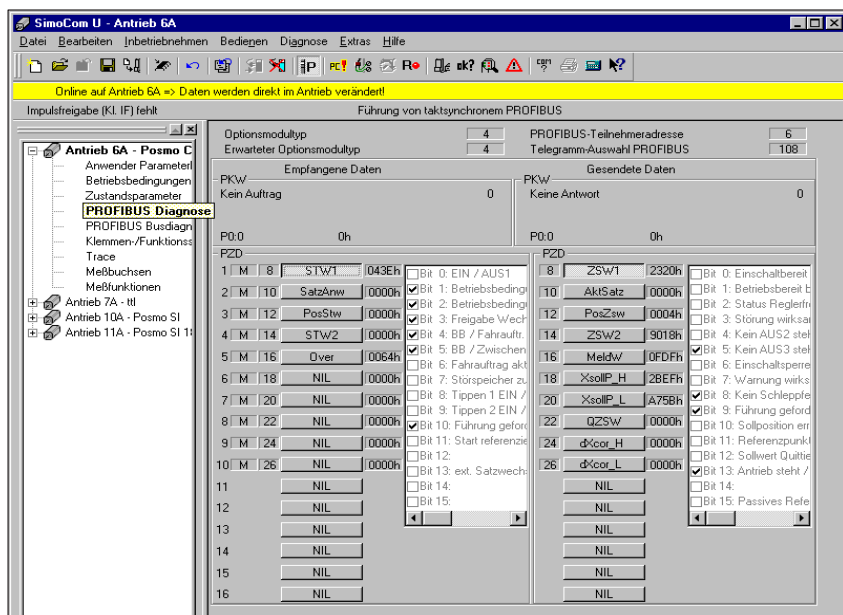 SimoCom U - Antrieb 6A
Datei Bearbeiten Inbetriebnehmen Bedienen Diagnose Extras Hilfe
Online auf Antrieb 6A => Daten werden direkt im Antrieb verändert!
Impulsfreigabe (Kl. IF) fehlt Führung von taktsynchronem PROFIBUS
Antrieb 6A - Posmo C
Anwender Parameterl
Betriebsbedingungen
Zustandsparameter
PROFIBUS Diagnose
PROFIBUS Busdiagn
Klemmen-/Funktionss
Trace
Meßbuchsen
Meßfunktionen
Antrieb 7A - ttl
Antrieb 10A - Posmo SI
Antrieb 11A - Posmo SI 18
Optionsmodultyp 4 PROFIBUS-Teilnehmeradresse 6
Erwarteter Optionsmodultyp 4 Telegramm-Auswahl PROFIBUS 108
Empfangene Daten
PKW
Kein Auftrag 0
P0:0 0h
PZD
1 M 8 STW1 043Eh
2 M 10 SatzAnw 0000h
3 M 12 PosStw 0000h
4 M 14 STW2 0000h
5 M 16 Over 0064h
6 M 18 NIL 0000h
7 M 20 NIL 0000h
8 M 22 NIL 0000h
9 M 24 NIL 0000h
10 M 26 NIL 0000h
11 NIL
12 NIL
13 NIL
14 NIL
15 NIL
16 NIL
Bit 0: EIN / AUS1
Bit 1: Betriebsbedingu
Bit 2: Betriebsbedingu
Bit 3: Freigabe Wech
Bit 4: BB / Fahrauftr.
Bit 5: BB / Zwischen
Bit 6: Fahrauftrag akt
Bit 7: Störspeicher zu
Bit 8: Tippen 1 EIN /
Bit 9: Tippen 2 EIN /
Bit 10: Führung geford
Bit 11: Start referenzie
Bit 12:
Bit 13: ext. Satzwech
Bit 14:
Bit 15:
Gesendete Daten
PKW
Keine Antwort 0
P0:0 0h
PZD
8 ZSW1 2320h
10 AktSatz 0000h
12 PosZsw 0004h
14 ZSW2 9018h
16 MeldW 0FDFh
18 XsollP_H 2BEFh
20 XsollP_L A75Bh
22 QZSW 0000h
24 dXcor_H 0000h
26 dXcor_L 0000h
NIL
NIL
NIL
NIL
NIL
NIL
Bit 0: Einschaltbereit
Bit 1: Betriebsbereit b
Bit 2: Status Reglerfr
Bit 3: Störung wirksar
Bit 4: Kein AUS2 steh
Bit 5: Kein AUS3 steh
Bit 6: Einschaltsperre
Bit 7: Warnung wirks
Bit 8: Kein Schleppfe
Bit 9: Führung geford
Bit 10: Sollposition err
Bit 11: Referenzpunkt
Bit 12: Sollwert Quittie
Bit 13: Antrieb steht /
Bit 14:
Bit 15: Passives Refe